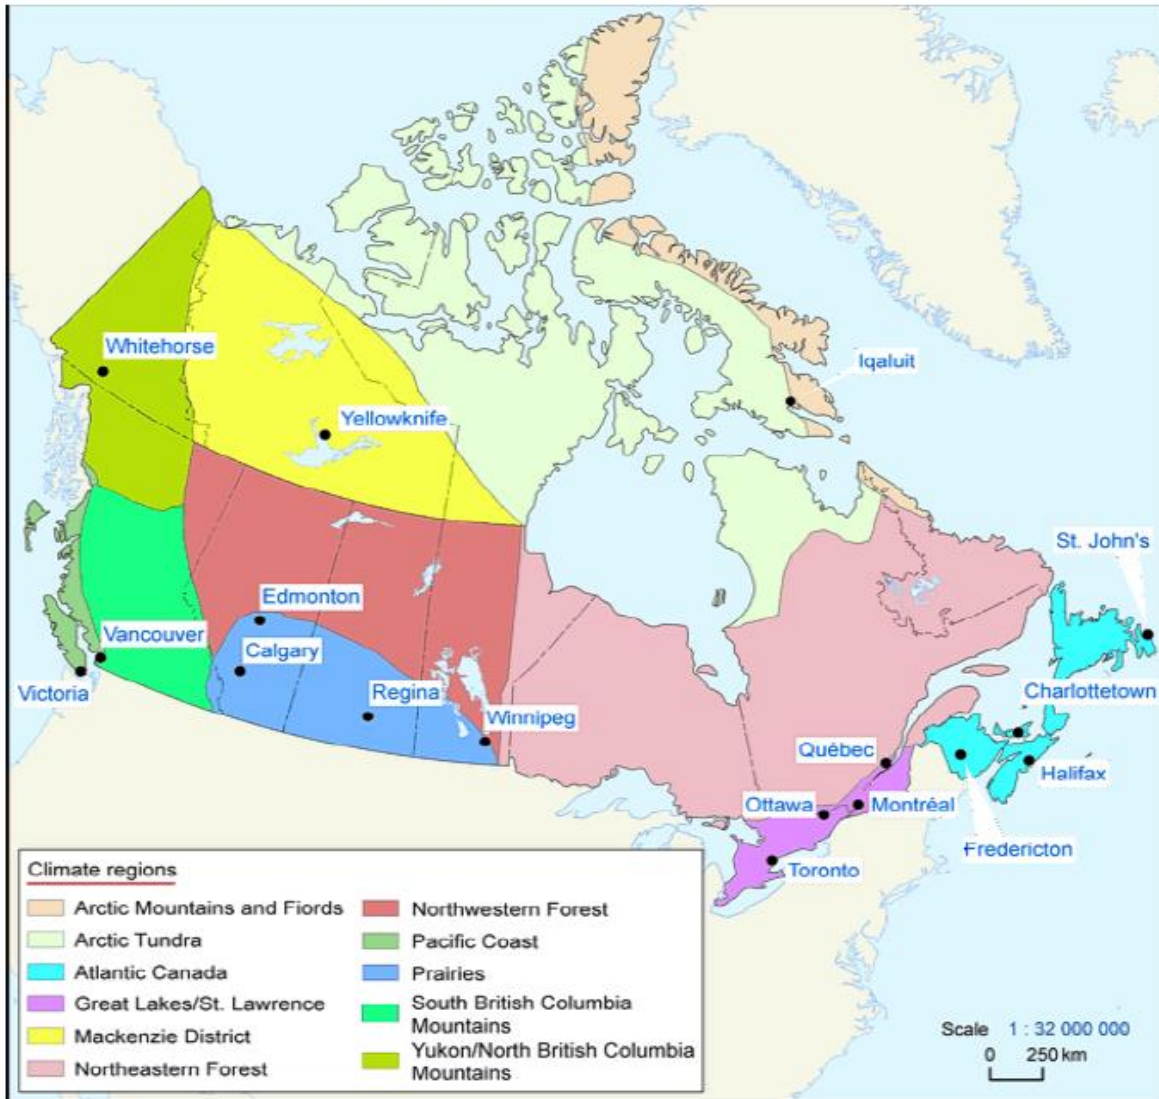 Whitehorse
Iqaluit
Yellowknife
St. John's
Edmonton
Vancouver
Calgary
Victoria
Regina
Charlottetown
Winnipeg
Québec
Halifax
Ottawa
Montréal
Fredericton
Toronto
Climate regions
Arctic Mountains and Fiords
Arctic Tundra
Atlantic Canada
Great Lakes/St. Lawrence
Mackenzie District
Northeastern Forest
Northwestern Forest
Pacific Coast
Prairies
South British Columbia
Mountains
Yukon/North British Columbia
Mountains
Scale 1 : 32 000 000
0 250 km